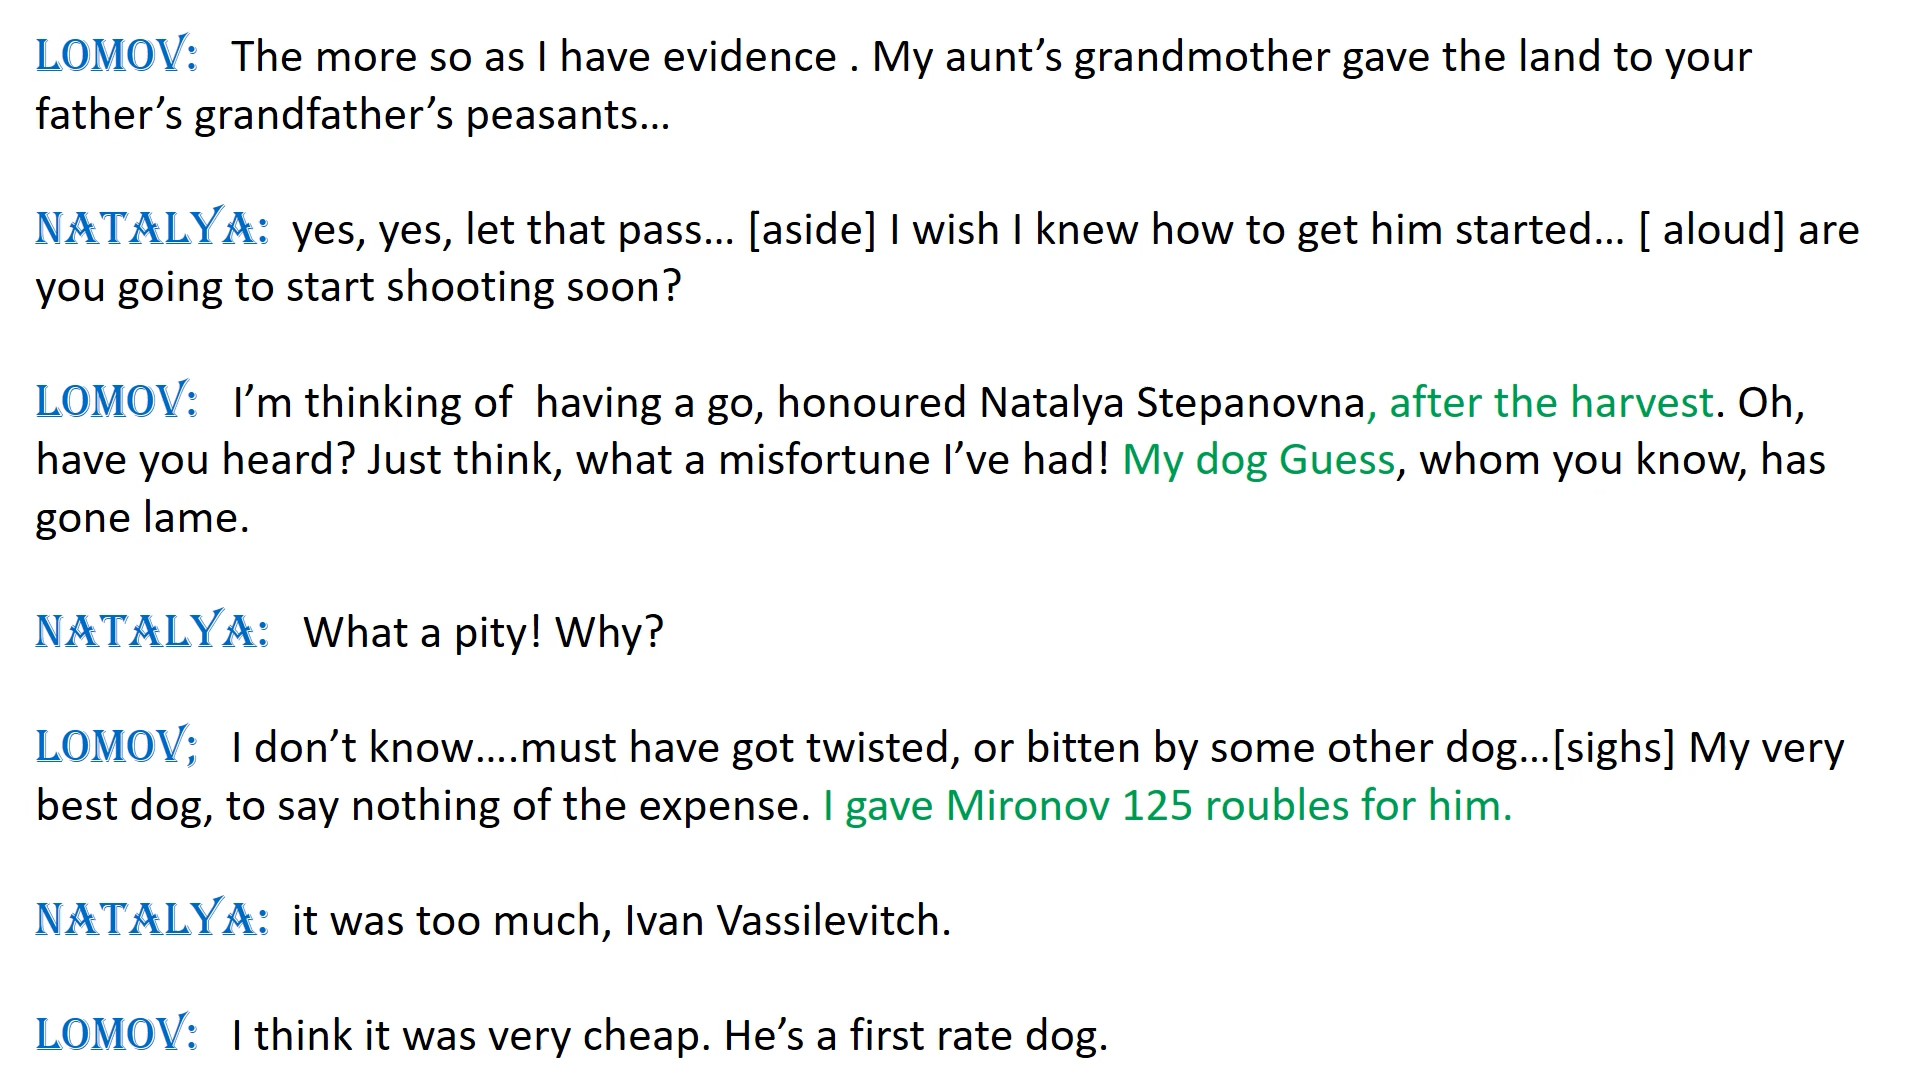 LOMOV: The more so as I have evidence . My aunt’s grandmother gave the land to your
father’s grandfather’s peasants…
NATALYA: yes, yes, let that pass… [aside] I wish I knew how to get him started… [ aloud] are
you going to start shooting soon?
LOMOV: I’m thinking of  having a go, honoured Natalya Stepanovna, after the harvest. Oh,
have you heard? Just think, what a misfortune I’ve had! My dog Guess, whom you know, has
gone lame.
NATALYA: What a pity! Why?
LOMOV; I don’t know….must have got twisted, or bitten by some other dog…[sighs] My very
best dog, to say nothing of the expense. I gave Mironov 125 roubles for him.
NATALYA: it was too much, Ivan Vassilevitch.
LOMOV: I think it was very cheap. He’s a first rate dog.